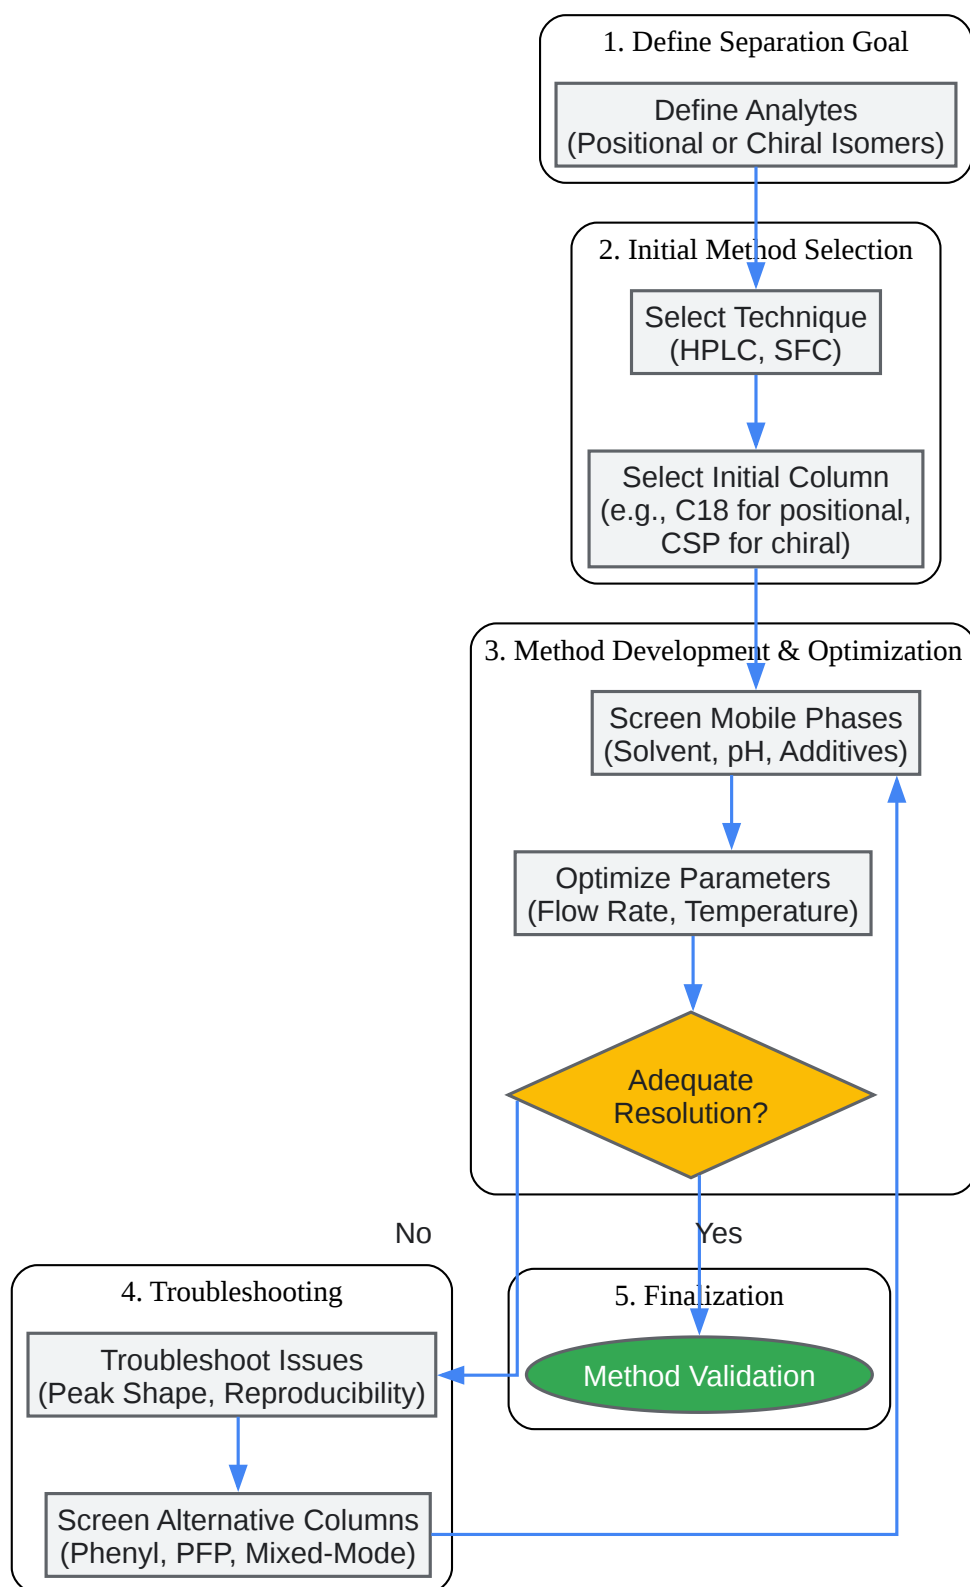 1. Define Separation Goal
Define Analytes
(Positional or Chiral Isomers)
2. Initial Method Selection
Select Technique
(HPLC, SFC)
Select Initial Column
(e.g., C18 for positional,
CSP for chiral)
3. Method Development & Optimization
Screen Mobile Phases
(Solvent, pH, Additives)
Optimize Parameters
(Flow Rate, Temperature)
Adequate
Resolution?
No
Yes
4. Troubleshooting
Troubleshoot Issues
(Peak Shape, Reproducibility)
Screen Alternative Columns
(Phenyl, PFP, Mixed-Mode)
5. Finalization
Method Validation